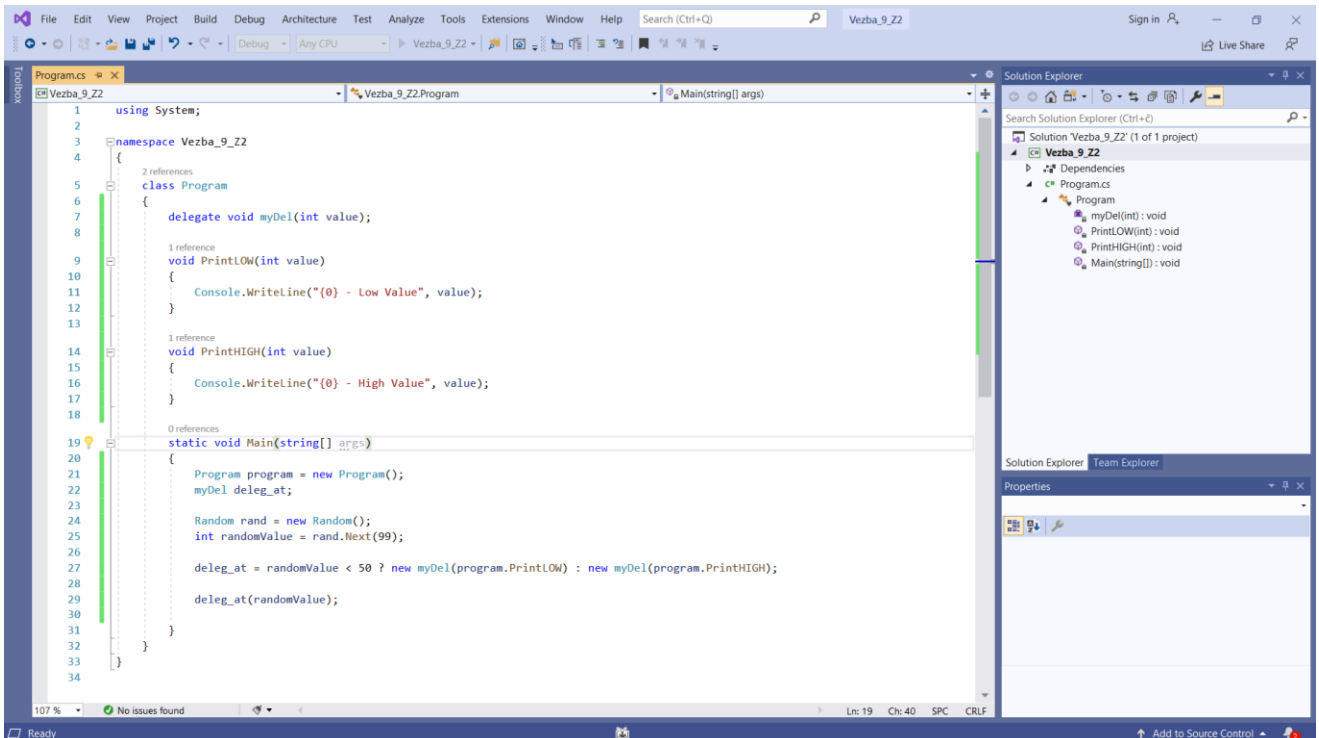 File Edit View Project Build Debug Architecture Test Analyze Tools Extensions Window Help Search (Ctrl+Q) Vezba_9_Z2 Sign in
Debug Any CPU Vezba_9_Z2 Live Share
Toolbox
Program.cs
Vezba_9_Z2 Vezba_9_Z2.Program Main(string[] args)
1 using System;
2
3 namespace Vezba_9_Z2
4 {
2 references
5 class Program
6 {
7 delegate void myDel(int value);
8
1 reference
9 void PrintLOW(int value)
10 {
11 Console.WriteLine("{0} - Low Value", value);
12 }
13
1 reference
14 void PrintHIGH(int value)
15 {
16 Console.WriteLine("{0} - High Value", value);
17 }
18
0 references
19 static void Main(string[] args)
20 {
21 Program program = new Program();
22 myDel deleg_at;
23
24 Random rand = new Random();
25 int randomValue = rand.Next(99);
26
27 deleg_at = randomValue < 50 ? new myDel(program.PrintLOW) : new myDel(program.PrintHIGH);
28
29 deleg_at(randomValue);
30
31 }
32 }
33 }
34
107 % No issues found Ln: 19 Ch: 40 SPC CRLF
Solution Explorer
Search Solution Explorer (Ctrl+č)
Solution 'Vezba_9_Z2' (1 of 1 project)
C# Vezba_9_Z2
Dependencies
C# Program.cs
Program
myDel(int) : void
PrintLOW(int) : void
PrintHIGH(int) : void
Main(string[]) : void
Solution Explorer Team Explorer
Properties
Ready Add to Source Control 2